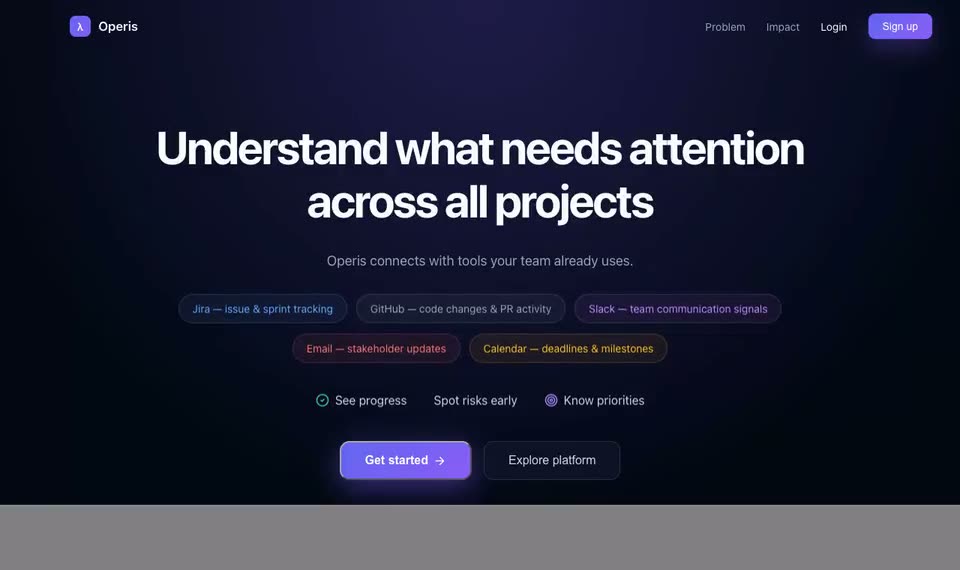 λ Operis
Problem Impact Login Sign up
Understand what needs attention
across all projects
Operis connects with tools your team already uses.
Jira — issue & sprint tracking GitHub — code changes & PR activity Slack — team communication signals
Email — stakeholder updates Calendar — deadlines & milestones
See progress Spot risks early Know priorities
Get started → Explore platform